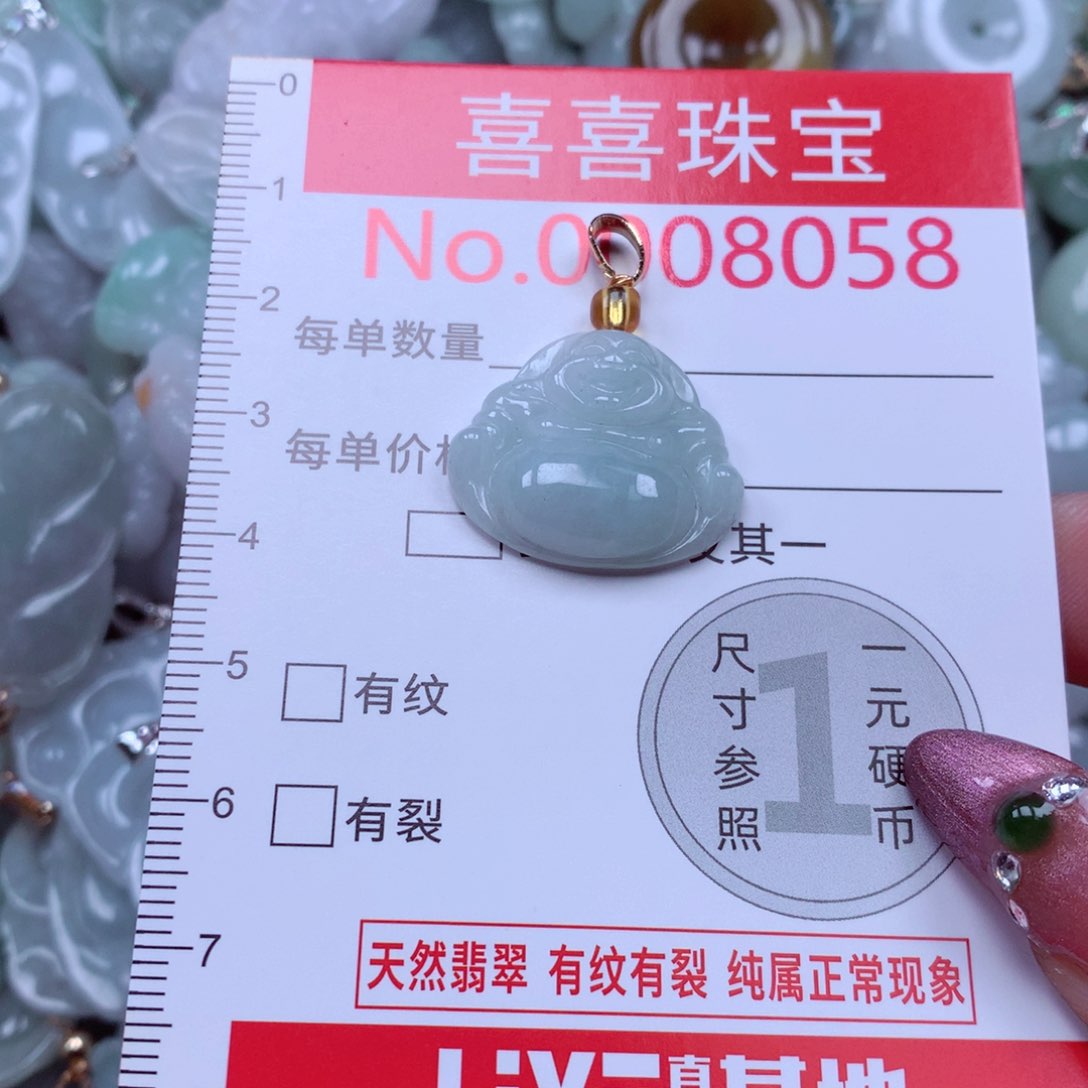 0
喜喜珠宝
1
No.0008058
2
每单数量
3
每单价
4
其一
5
有纹
尺寸参照
1
一元硬币
6
有裂
天然翡翠 有纹有裂 纯属正常现象
7